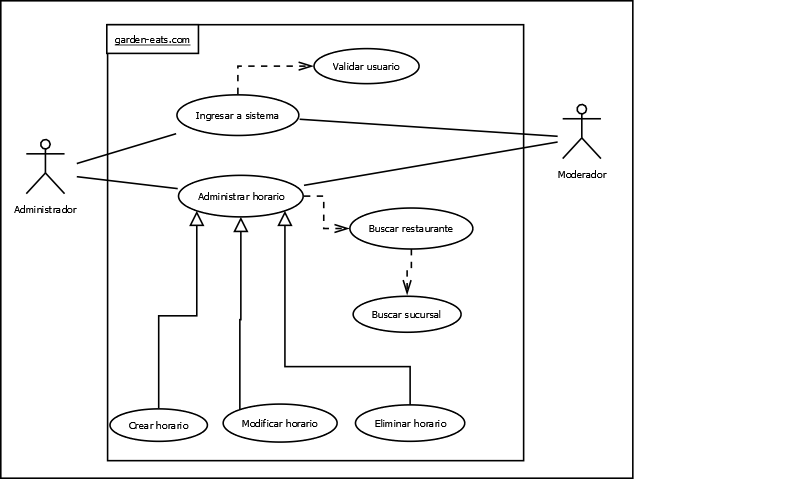 garden-eats.com
Validar usuario
Ingresar a sistema
Administrador
Moderador
Administrar horario
Buscar restaurante
Buscar sucursal
Crear horario
Modificar horario
Eliminar horario